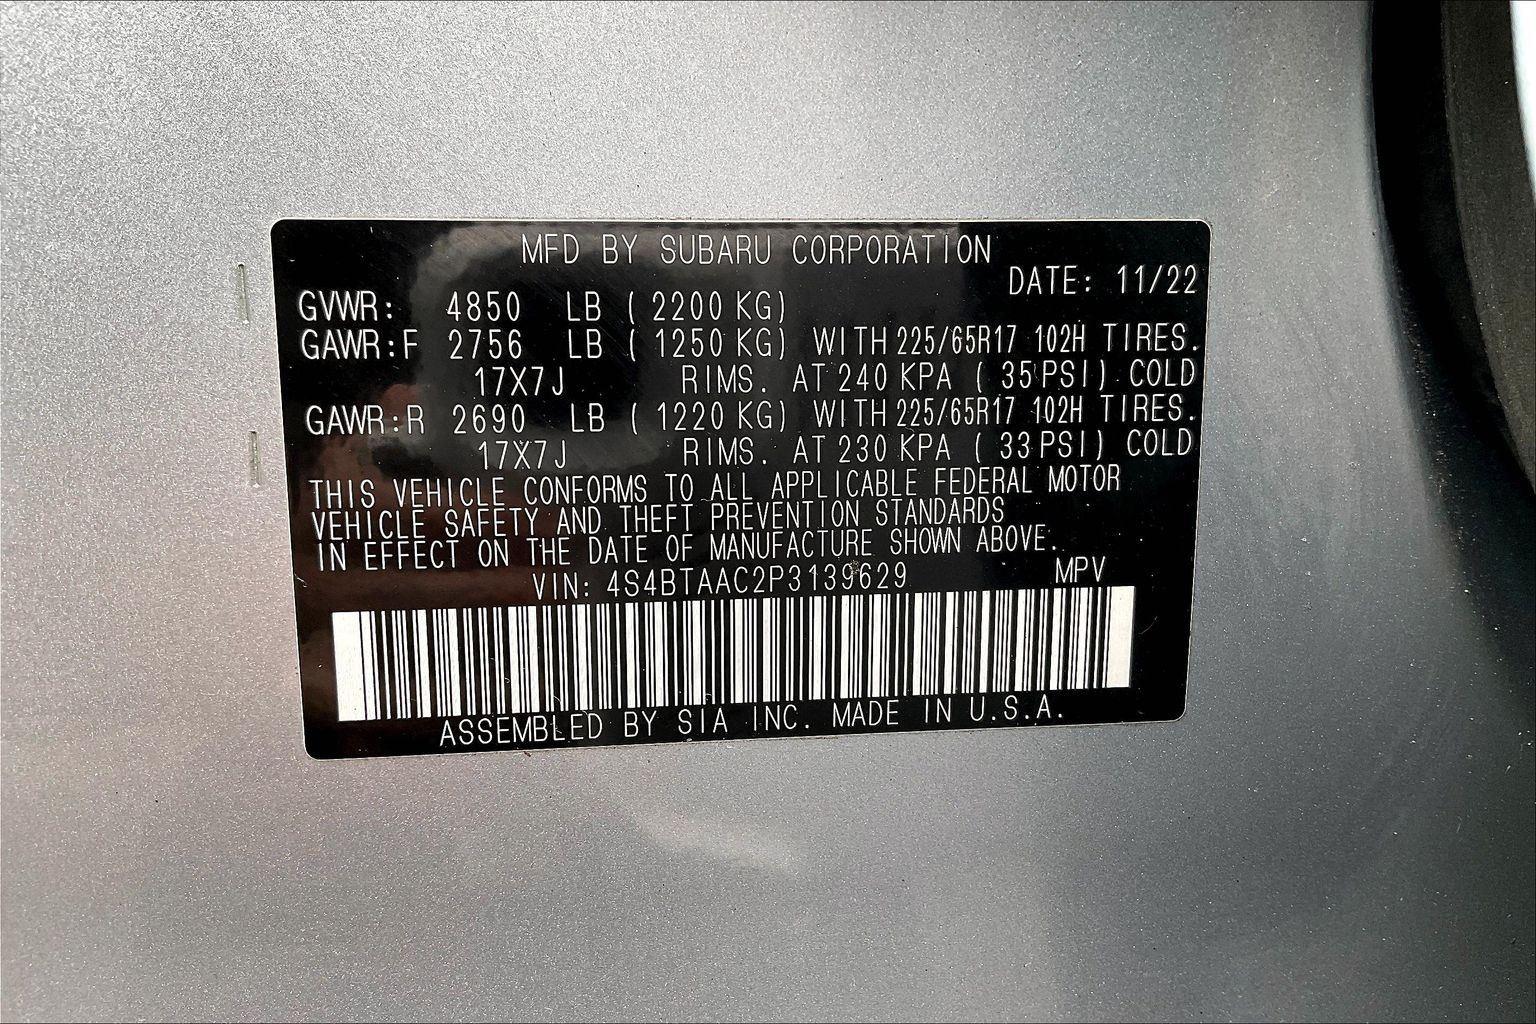 MFD BY SUBARU CORPORATION
DATE: 11/22
GVWR: 4850 LB ( 2200 KG)
GAWR:F 2756 LB ( 1250 KG) WITH 225/65R17 102H TIRES.
17X7J RIMS. AT 240 KPA ( 35 PSI) COLD
GAWR:R 2690 LB ( 1220 KG) WITH 225/65R17 102H TIRES.
17X7J RIMS. AT 230 KPA ( 33 PSI) COLD
THIS VEHICLE CONFORMS TO ALL APPLICABLE FEDERAL MOTOR
VEHICLE SAFETY AND THEFT PREVENTION STANDARDS
IN EFFECT ON THE DATE OF MANUFACTURE SHOWN ABOVE.
VIN: 4S4BTAAC2P3139629 MPV
ASSEMBLED BY SIA INC. MADE IN U.S.A.